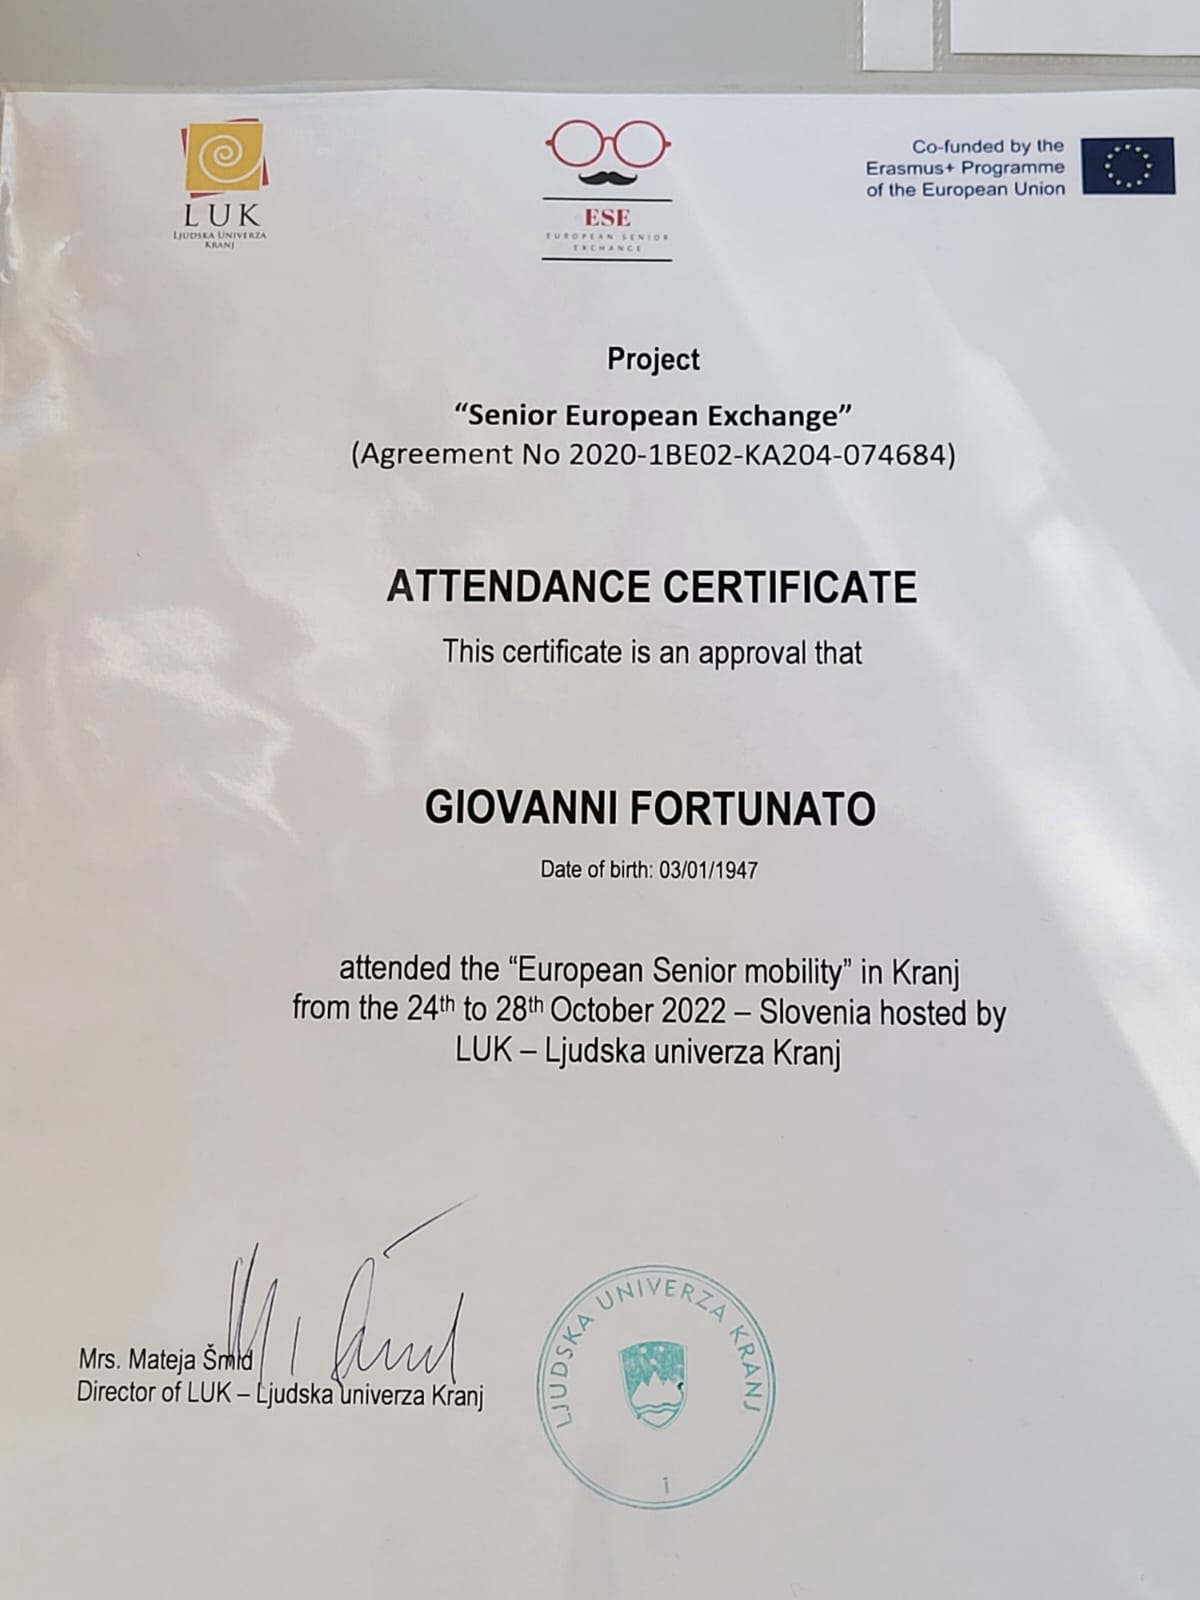 LUK
LJUDSKA UNIVERZA
KRANJ
ESE
EUROPEAN SENIOR
EXCHANGE
Co-funded by the
Erasmus+ Programme
of the European Union
Project
“Senior European Exchange”
(Agreement No 2020-1BE02-KA204-074684)
ATTENDANCE CERTIFICATE
This certificate is an approval that
GIOVANNI FORTUNATO
Date of birth: 03/01/1947
attended the “European Senior mobility” in Kranj
from the 24th to 28th October 2022 – Slovenia hosted by
LUK – Ljudska univerza Kranj
Mrs. Mateja Šmid
Director of LUK – Ljudska univerza Kranj
LJUDSKA UNIVERZA KRANJ